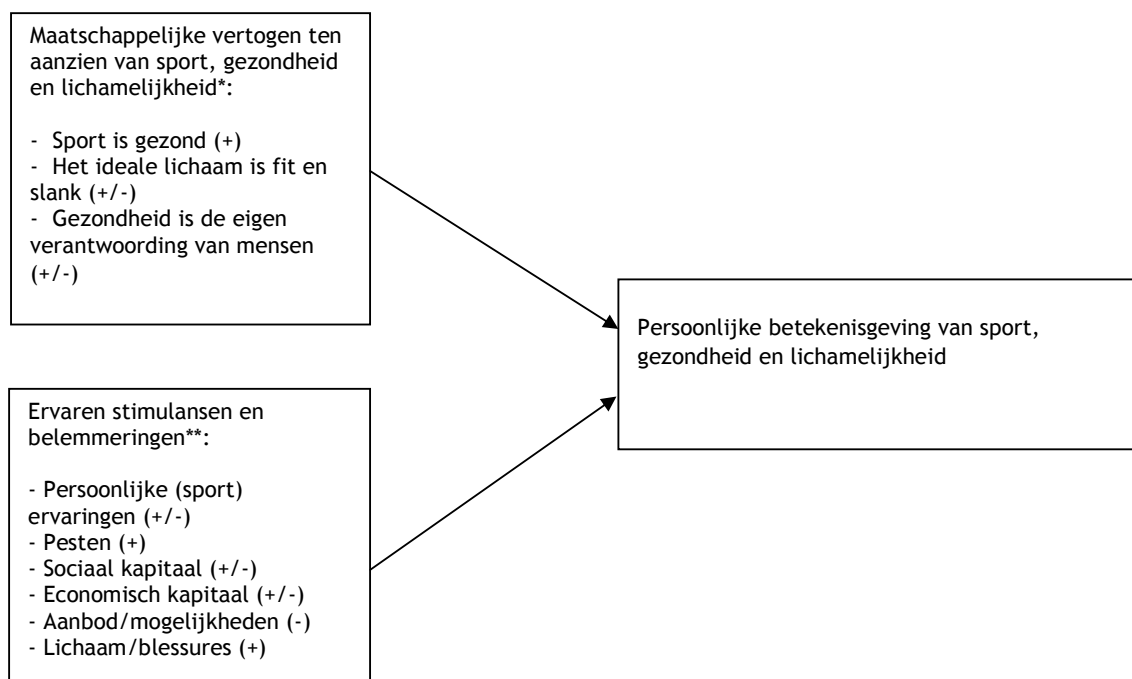 Maatschappelijke vertogen ten
aanzien van sport, gezondheid
en lichamelijkheid*:
- Sport is gezond (+)
- Het ideale lichaam is fit en
slank (+/-)
- Gezondheid is de eigen
verantwoording van mensen
(+/-)
Persoonlijke betekenisgeving van sport,
gezondheid en lichamelijkheid
Ervaren stimulansen en
belemmeringen**:
- Persoonlijke (sport)
ervaringen (+/-)
- Pesten (+)
- Sociaal kapitaal (+/-)
- Economisch kapitaal (+/-)
- Aanbod/mogelijkheden (-)
- Lichaam/blessures (+)